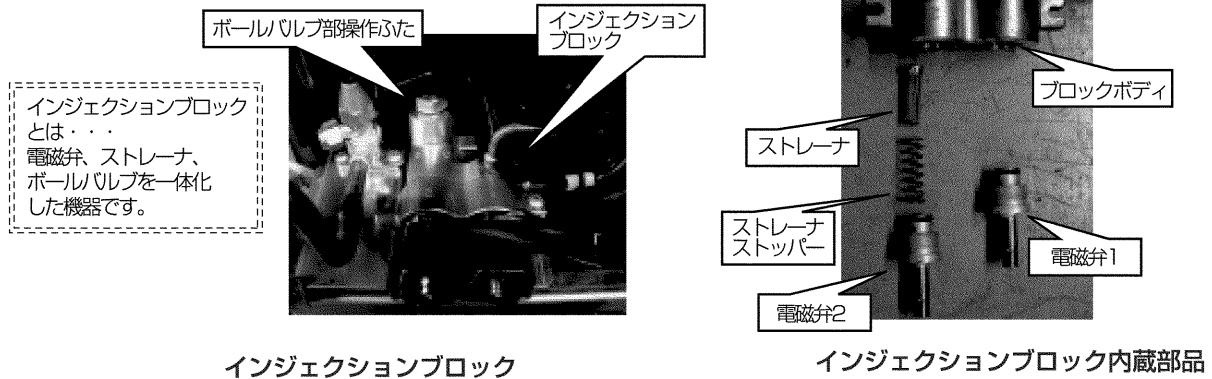 ボールバルブ部操作ふた
インジェクション
ブロック
インジェクションブロック
とは・・・
電磁弁、ストレーナ、
ボールバルブを一体化
した機器です。
インジェクションブロック
ブロックボディ
ストレーナ
ストレーナ
ストッパー
電磁弁1
電磁弁2
インジェクションブロック内蔵部品